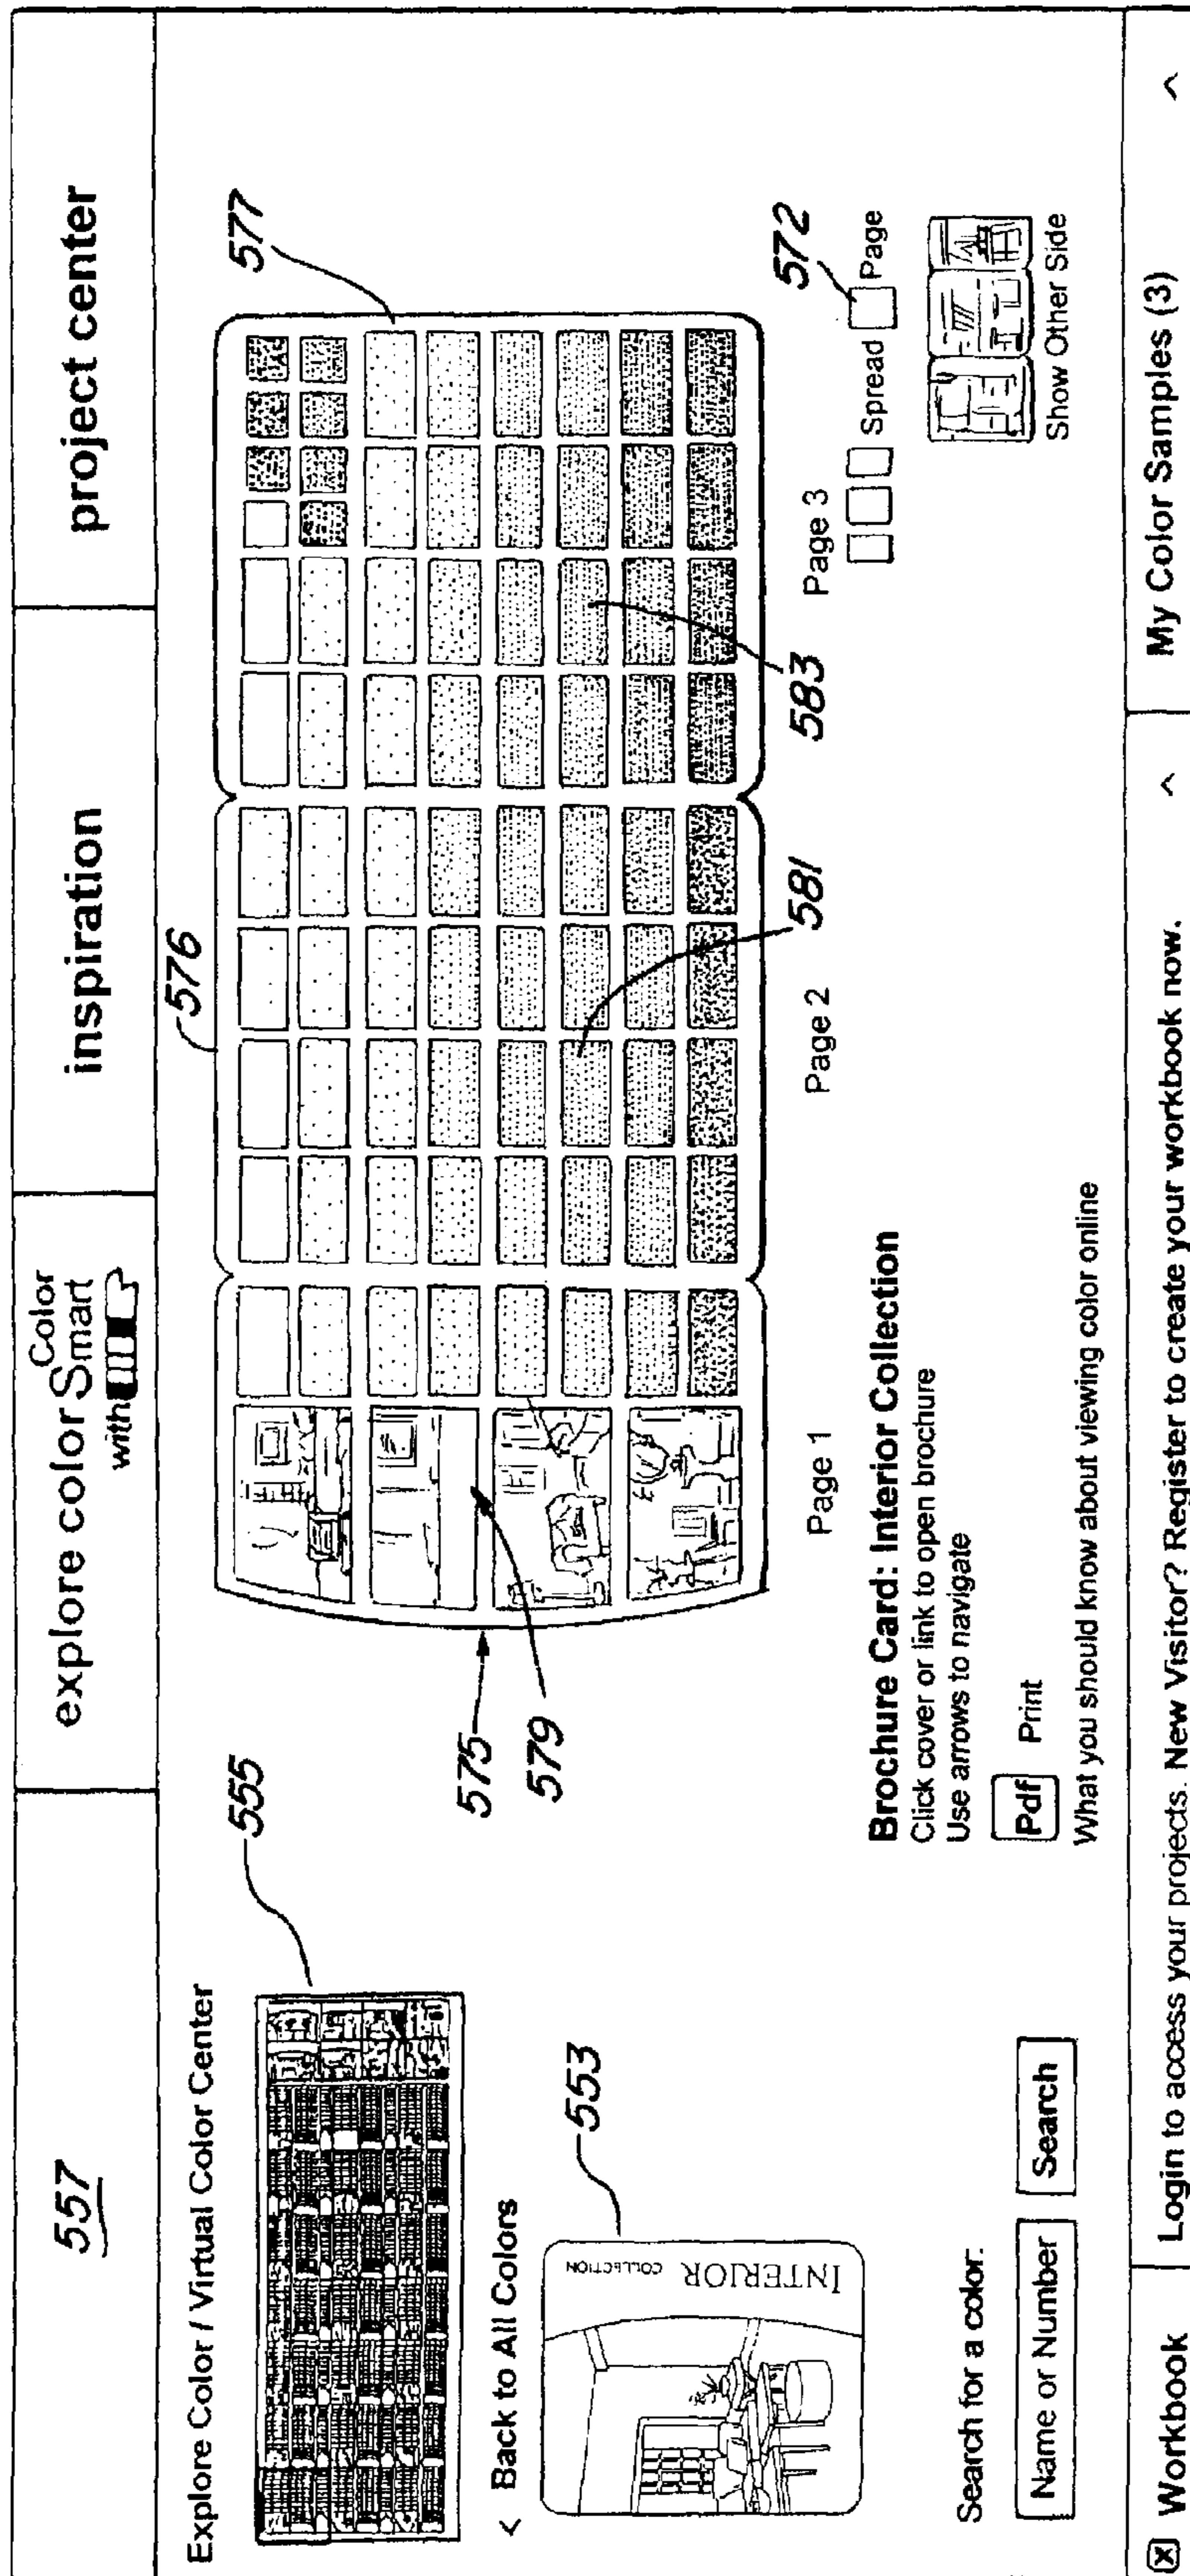 557
explore color
with
Color
Smart
inspiration
project center
Explore Color / Virtual Color Center
555
< Back to All Colors
553
INTERIOR
COLLECTION
Search for a color:
Name or Number
Search
575
579
576
577
581
583
572
Page 1
Page 2
Page 3
Spread
Page
Brochure Card: Interior Collection
Click cover or link to open brochure
Use arrows to navigate
Pdf
Print
What you should know about viewing color online
Show Other Side
X Workbook
Login to access your projects. New Visitor? Register to create your workbook now.
^
My Color Samples (3)
^